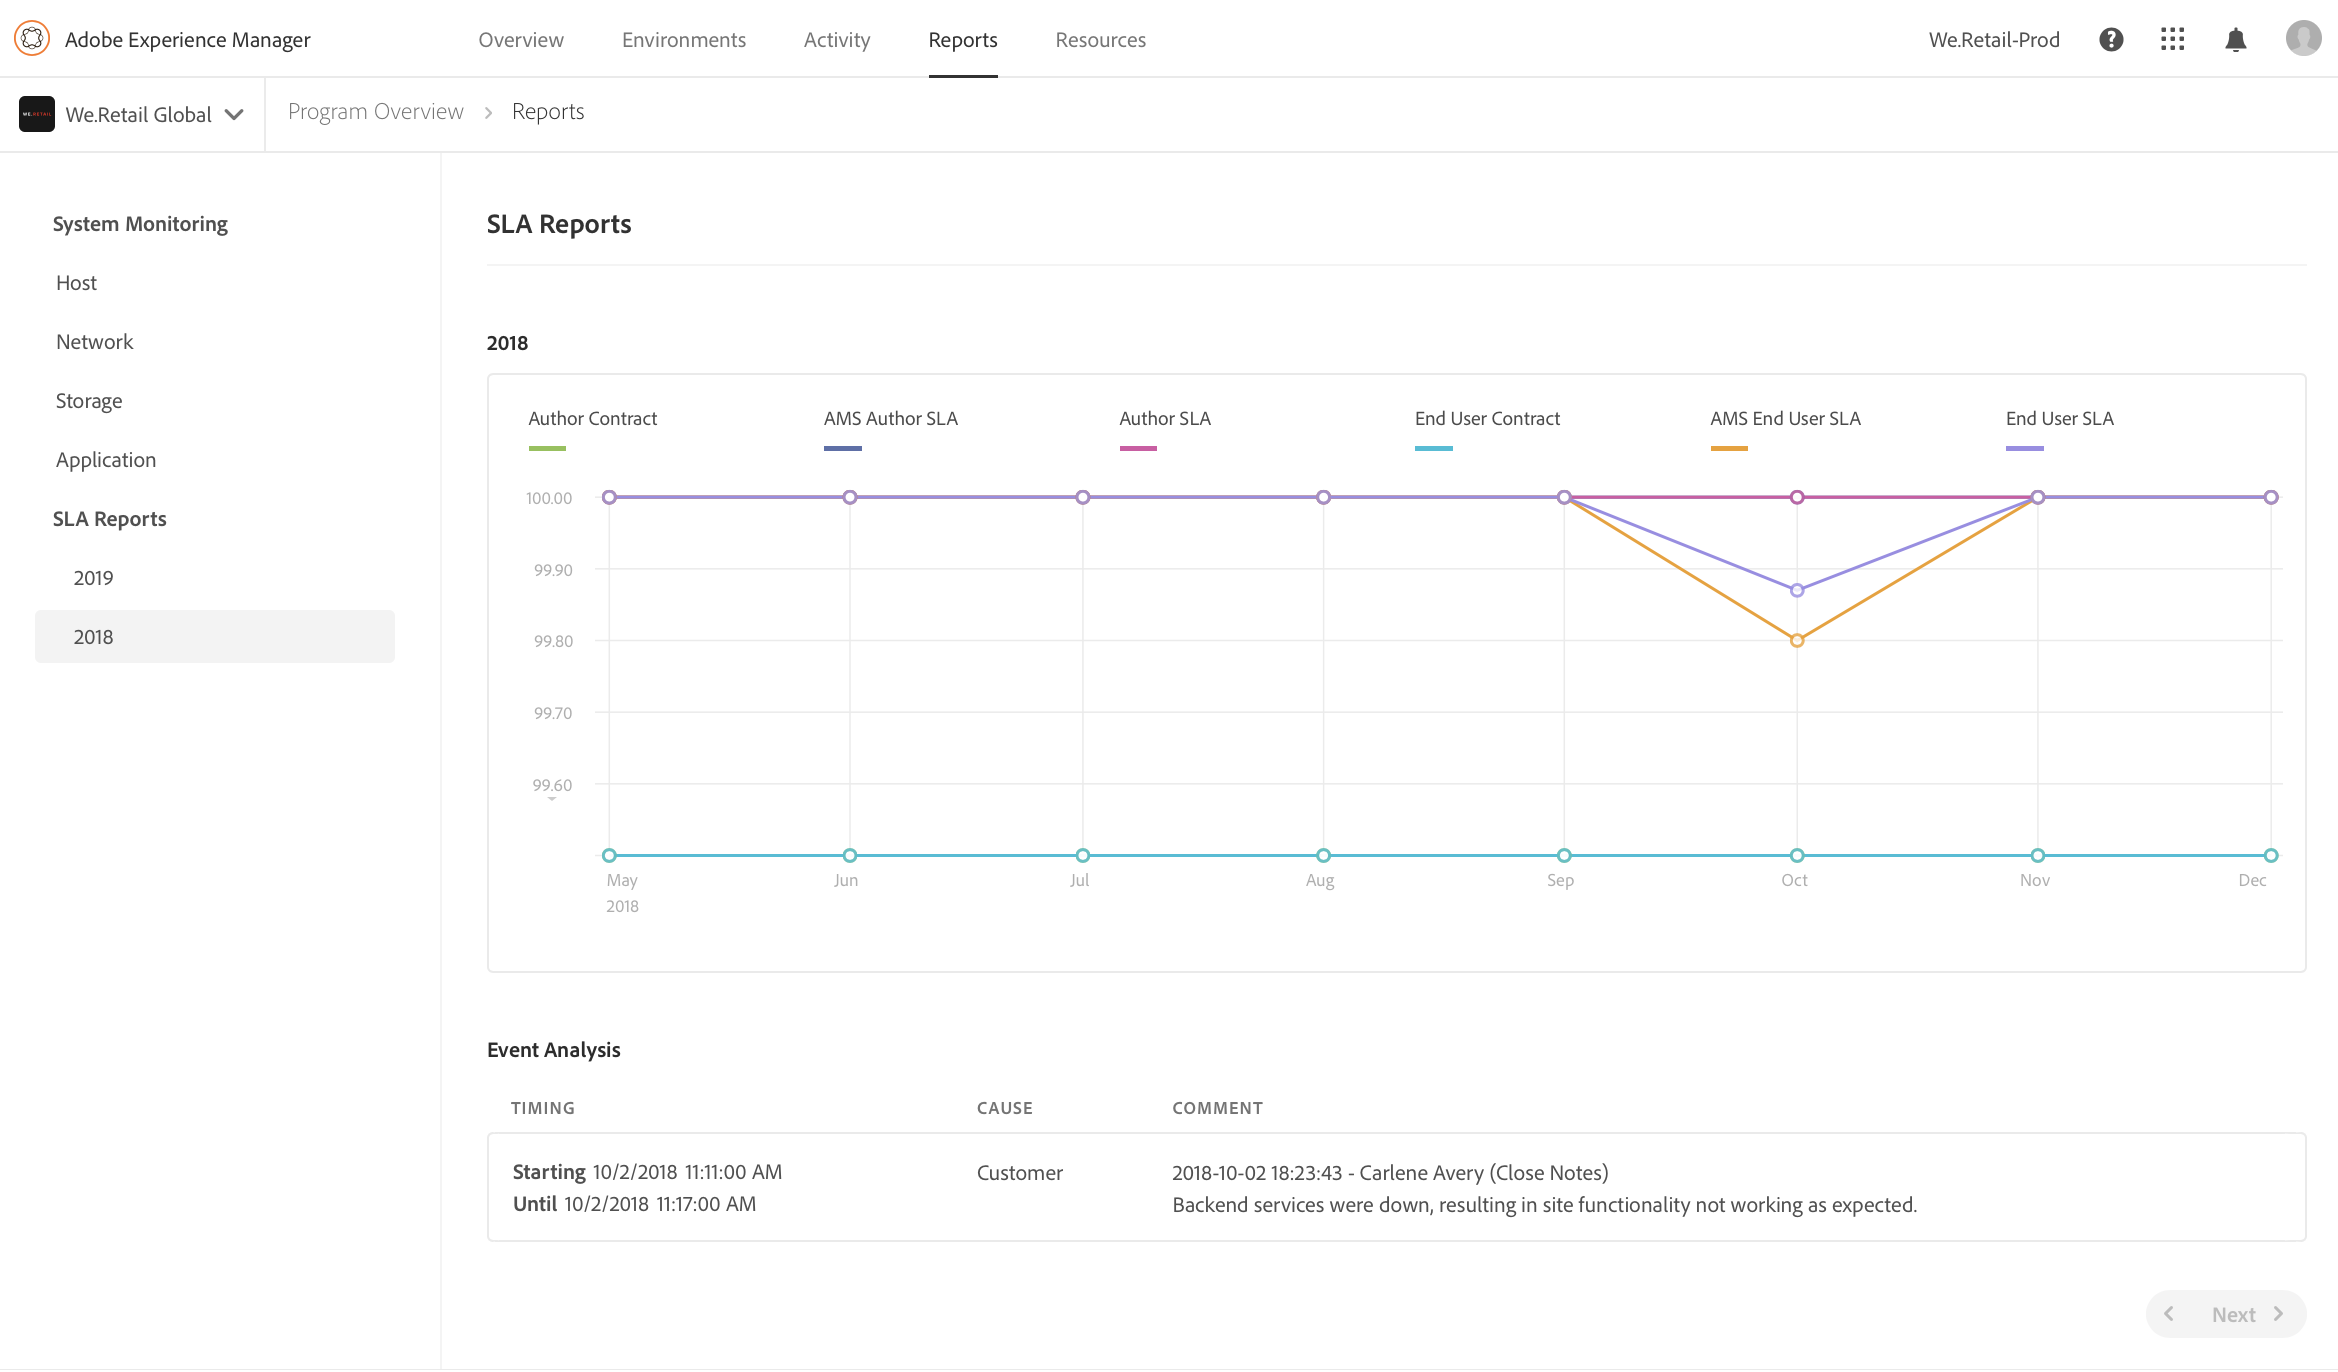 Adobe Experience Manager
Overview
Environments
Activity
Reports
Resources
We.Retail-Prod
WE.RETAIL
We.Retail Global
Program Overview
Reports
System Monitoring
Host
Network
Storage
Application
SLA Reports
2019
2018
SLA Reports
2018
Author Contract
AMS Author SLA
Author SLA
End User Contract
AMS End User SLA
End User SLA
100.00
99.90
99.80
99.70
99.60
May
2018
Jun
Jul
Aug
Sep
Oct
Nov
Dec
Event Analysis
TIMING
CAUSE
COMMENT
Starting 10/2/2018 11:11:00 AM
Until 10/2/2018 11:17:00 AM
Customer
2018-10-02 18:23:43 - Carlene Avery (Close Notes)
Backend services were down, resulting in site functionality not working as expected.
Next